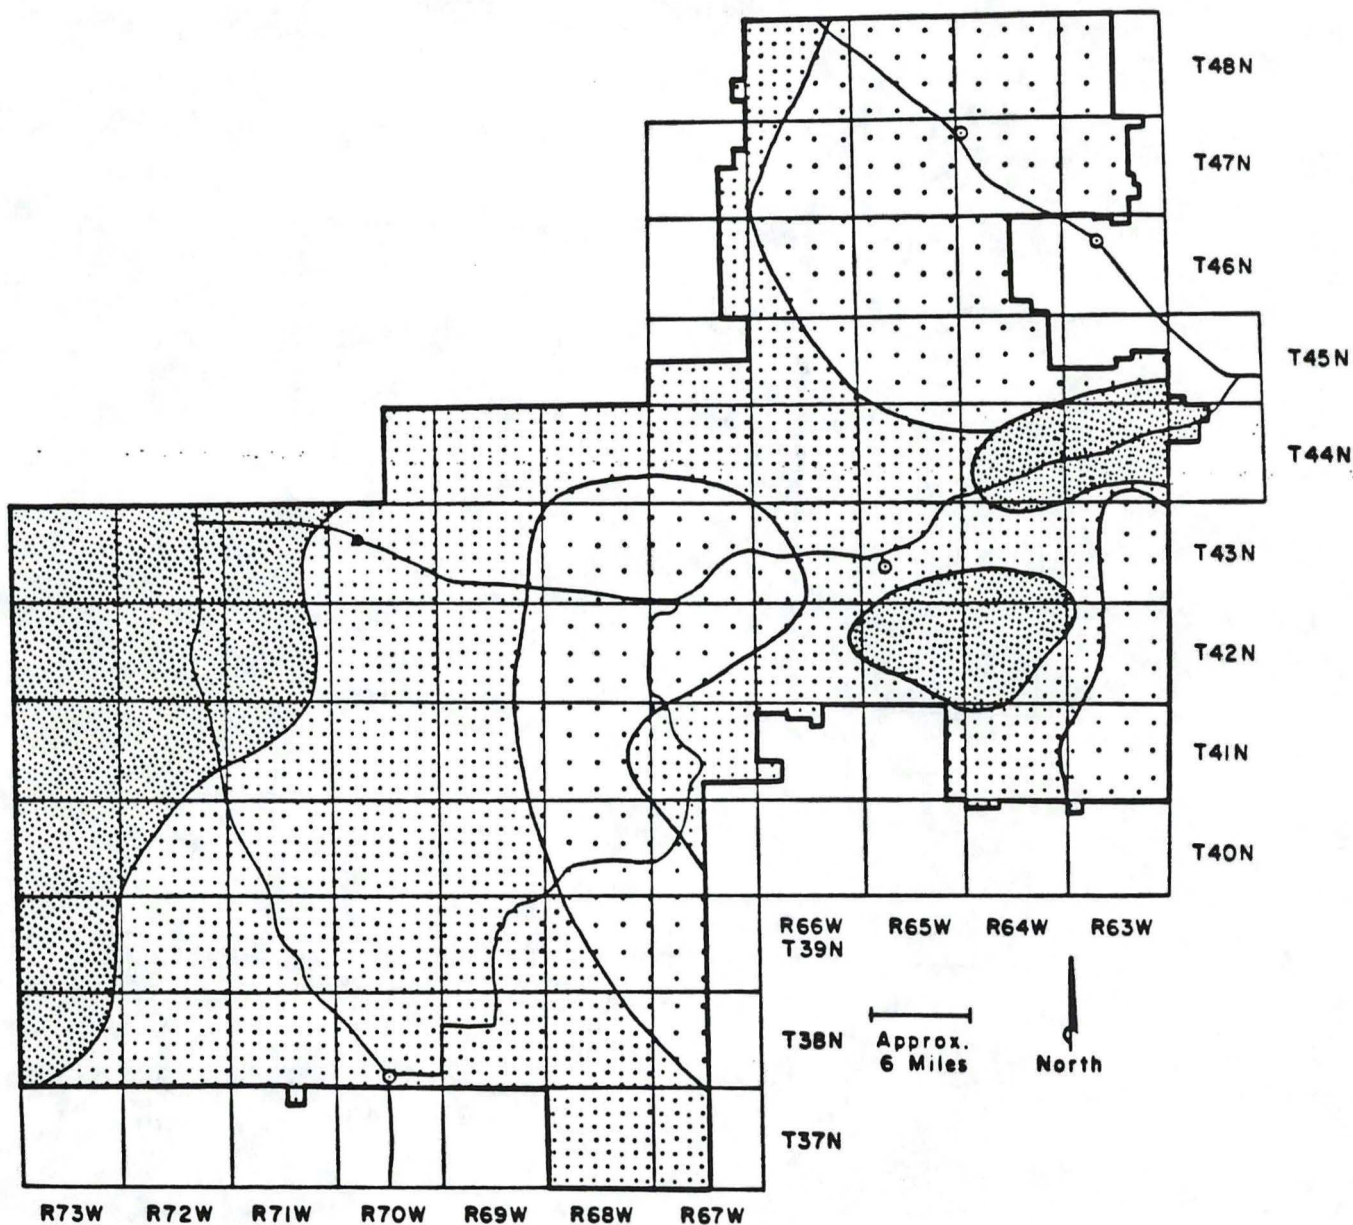 T48N
T47N
T46N
T45N
T44N
T43N
T42N
T41N
T40N
R66W R65W R64W R63W
T39N
T38N
Approx.
6 Miles
North
T37N
R73W R72W R71W R70W R69W R68W R67W